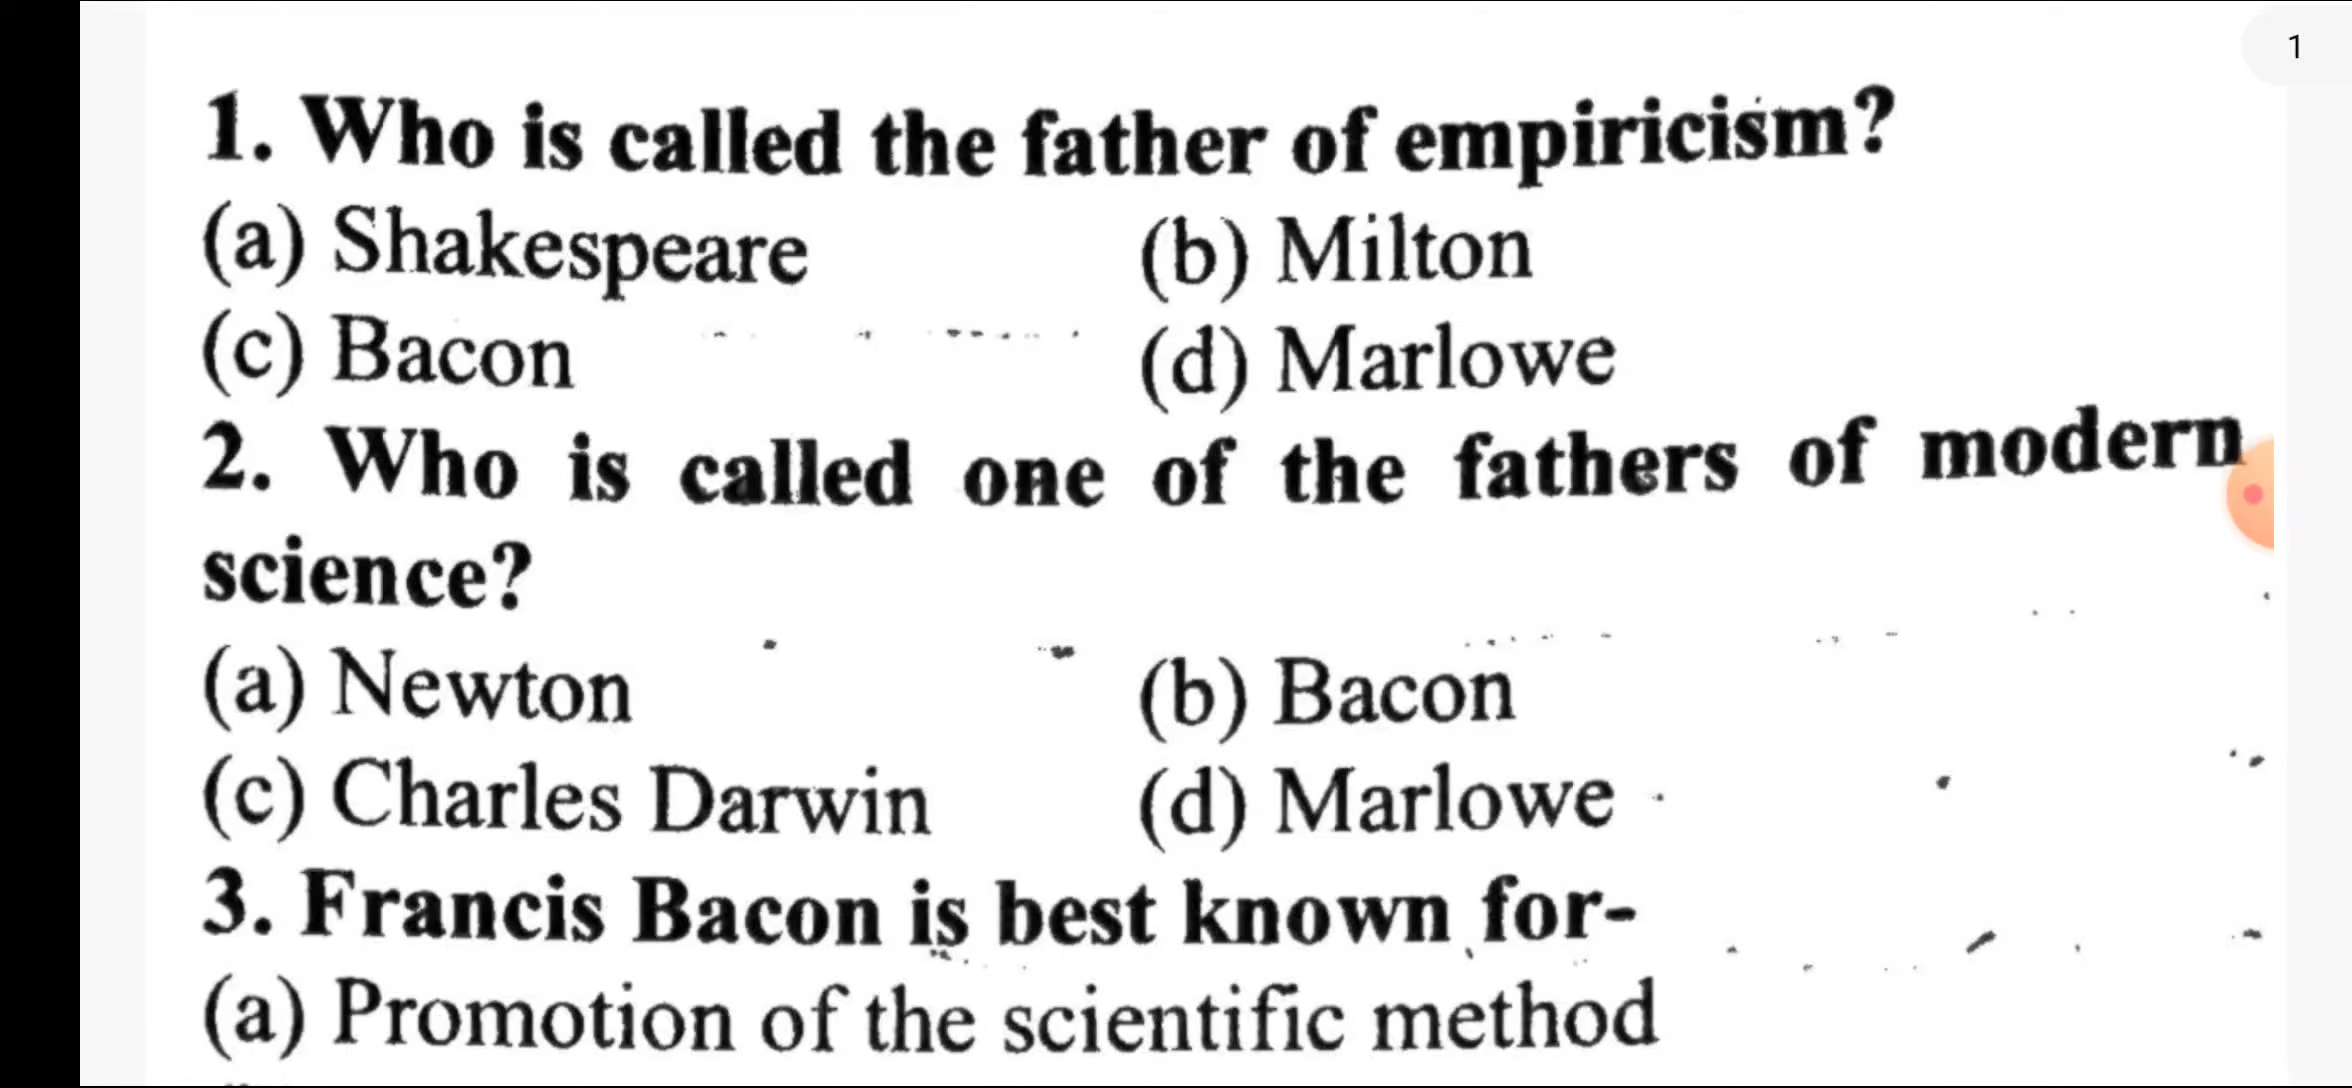 1
1. Who is called the father of empiricism?
(a) Shakespeare (b) Milton
(c) Bacon (d) Marlowe
2. Who is called one of the fathers of modern
science?
(a) Newton (b) Bacon
(c) Charles Darwin (d) Marlowe
3. Francis Bacon is best known for-
(a) Promotion of the scientific method